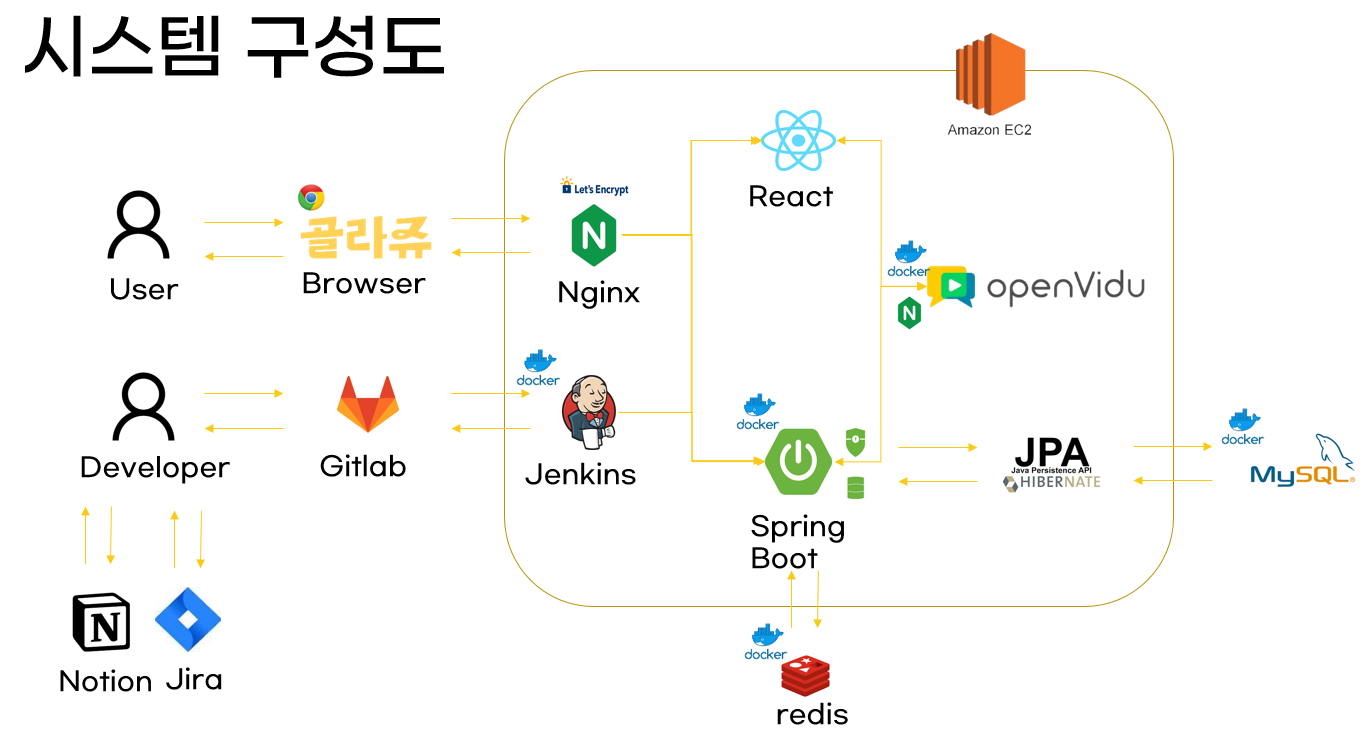 시스템 구성도
Amazon EC2
React
Let's Encrypt
골라쥬
User
Browser
N
Nginx
docker
openVidu
N
docker
Developer
Gitlab
Jenkins
docker
Spring
Boot
JPA
Java Persistence API
HIBERNATE
docker
MySQL®
N
Notion
Jira
docker
redis